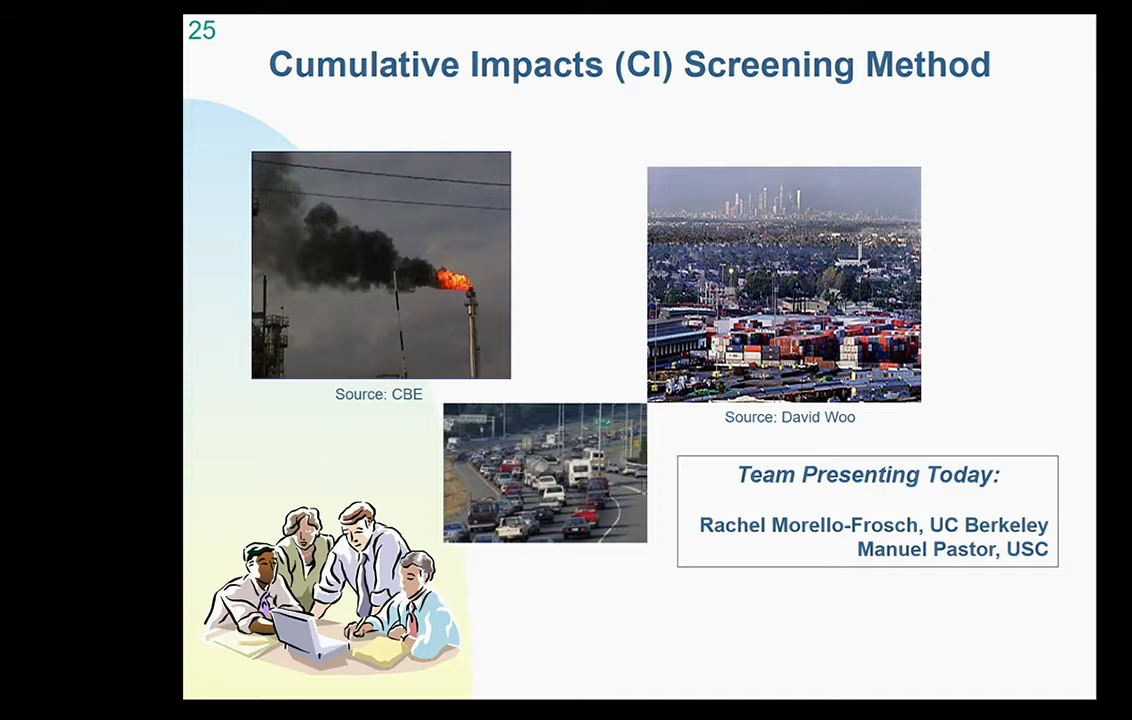 25
Cumulative Impacts (CI) Screening Method
Source: CBE
Source: David Woo
Team Presenting Today:
Rachel Morello-Frosch, UC Berkeley
Manuel Pastor, USC